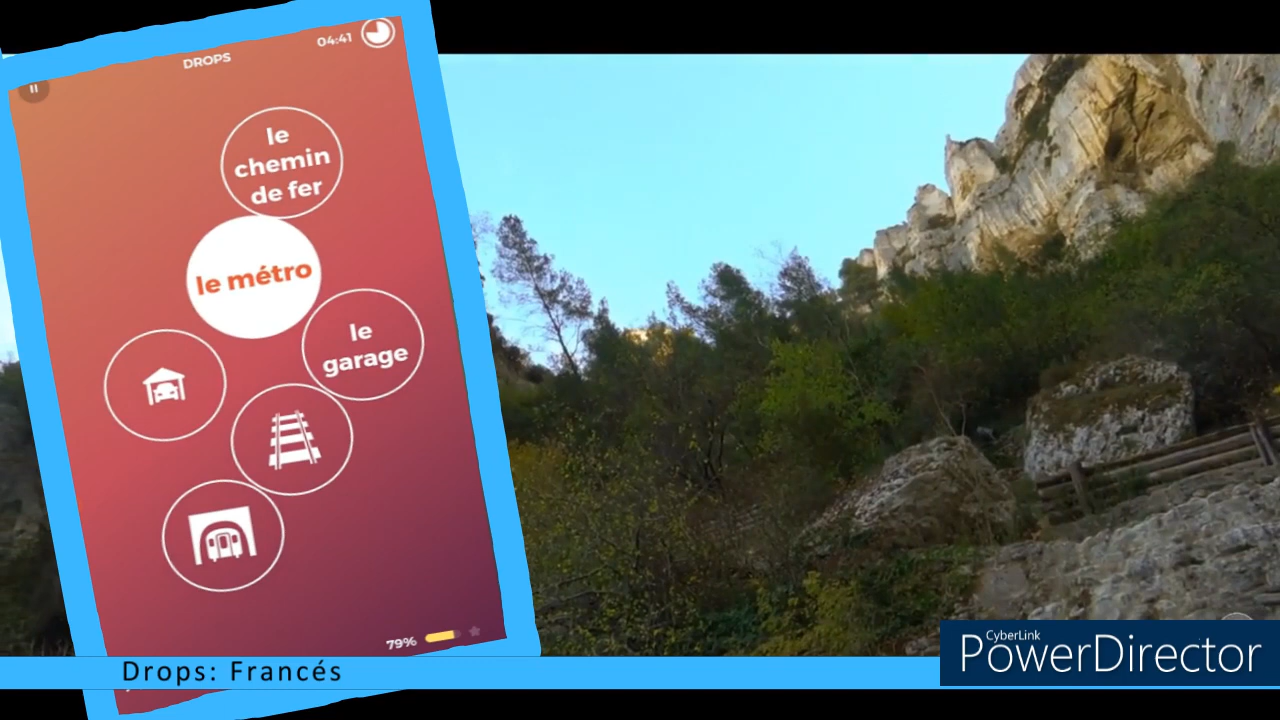 04:41
DROPS
le
chemin
de fer
le métro
le
garage
79%
Drops: Francés
CyberLink
PowerDirector